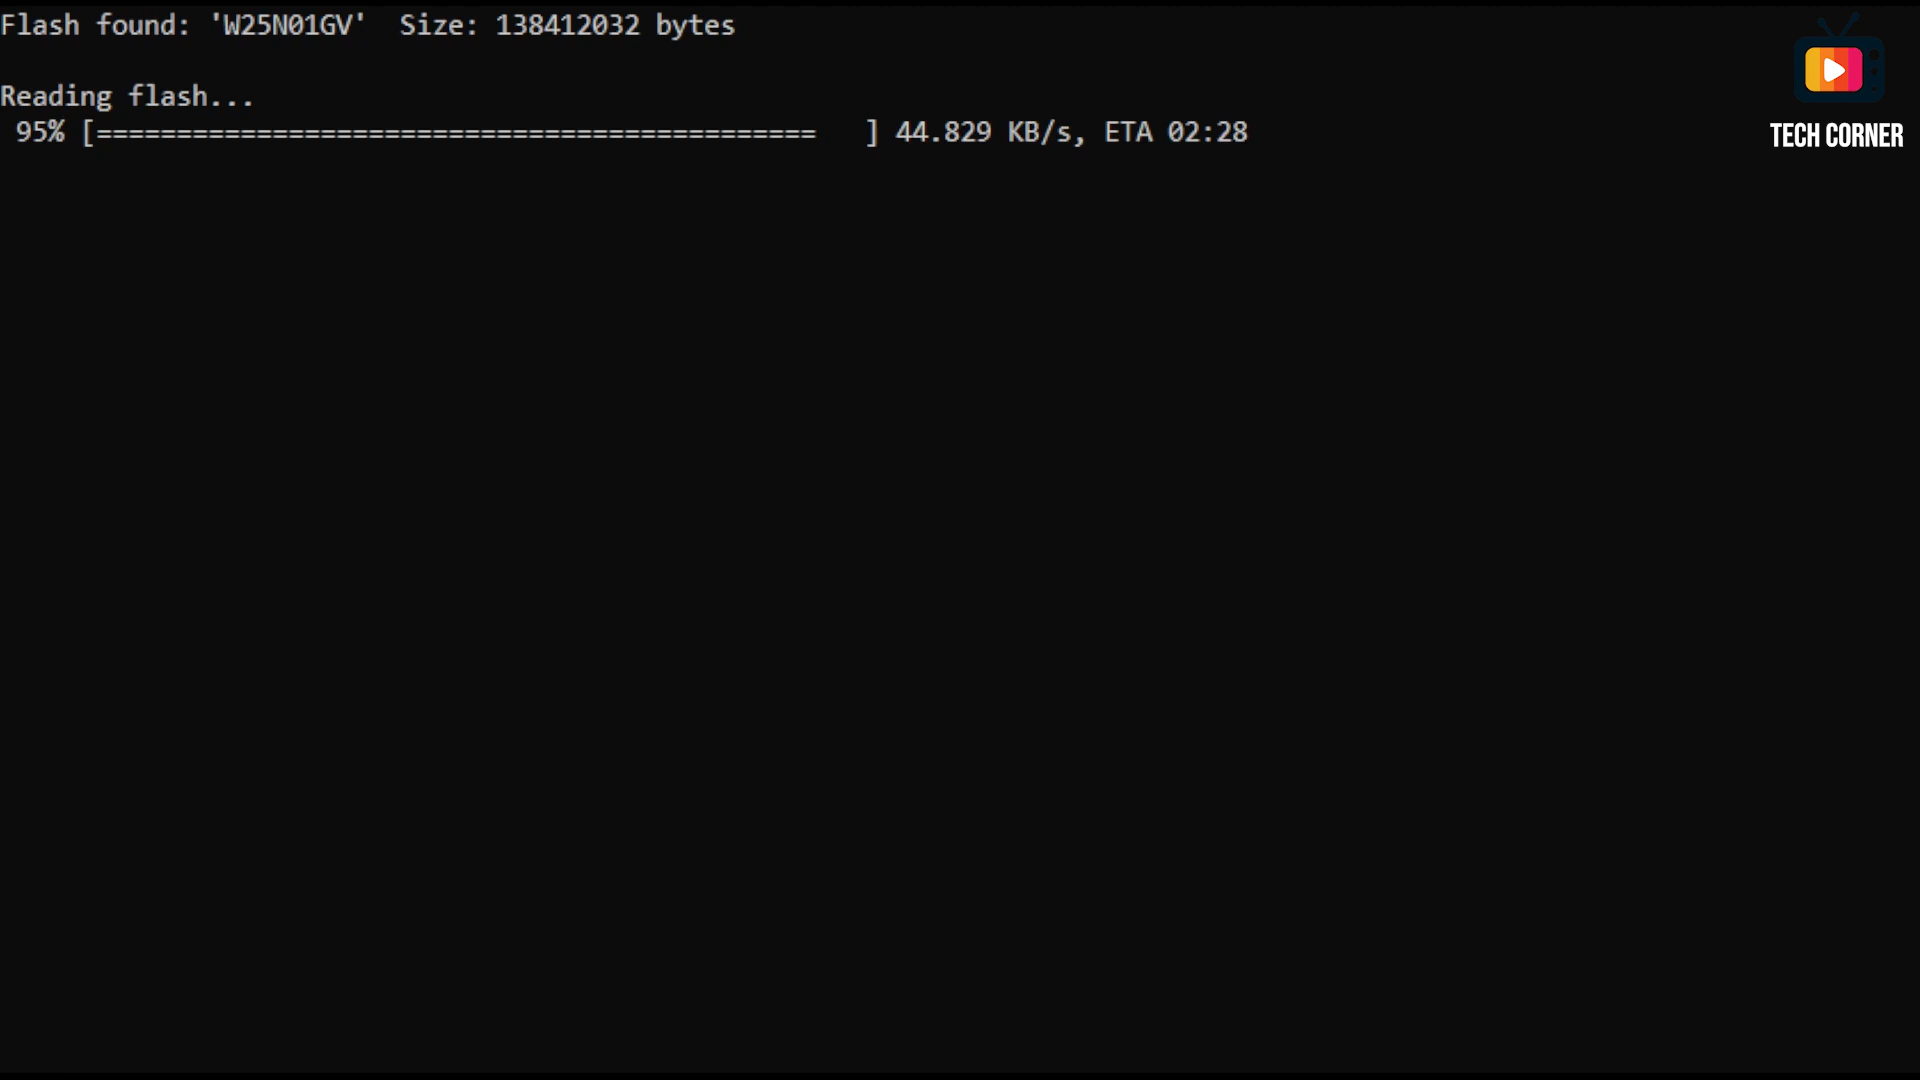 Flash found: 'W25N01GV'  Size: 138412032 bytes
Reading flash...
95% [=============================================   ] 44.829 KB/s, ETA 02:28
TECH CORNER